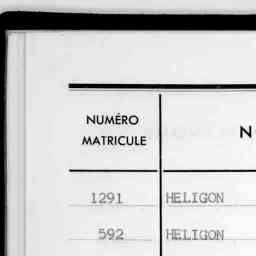 NUMÉRO
MATRICULE
N
1291 HELIGON
592 HELIGON